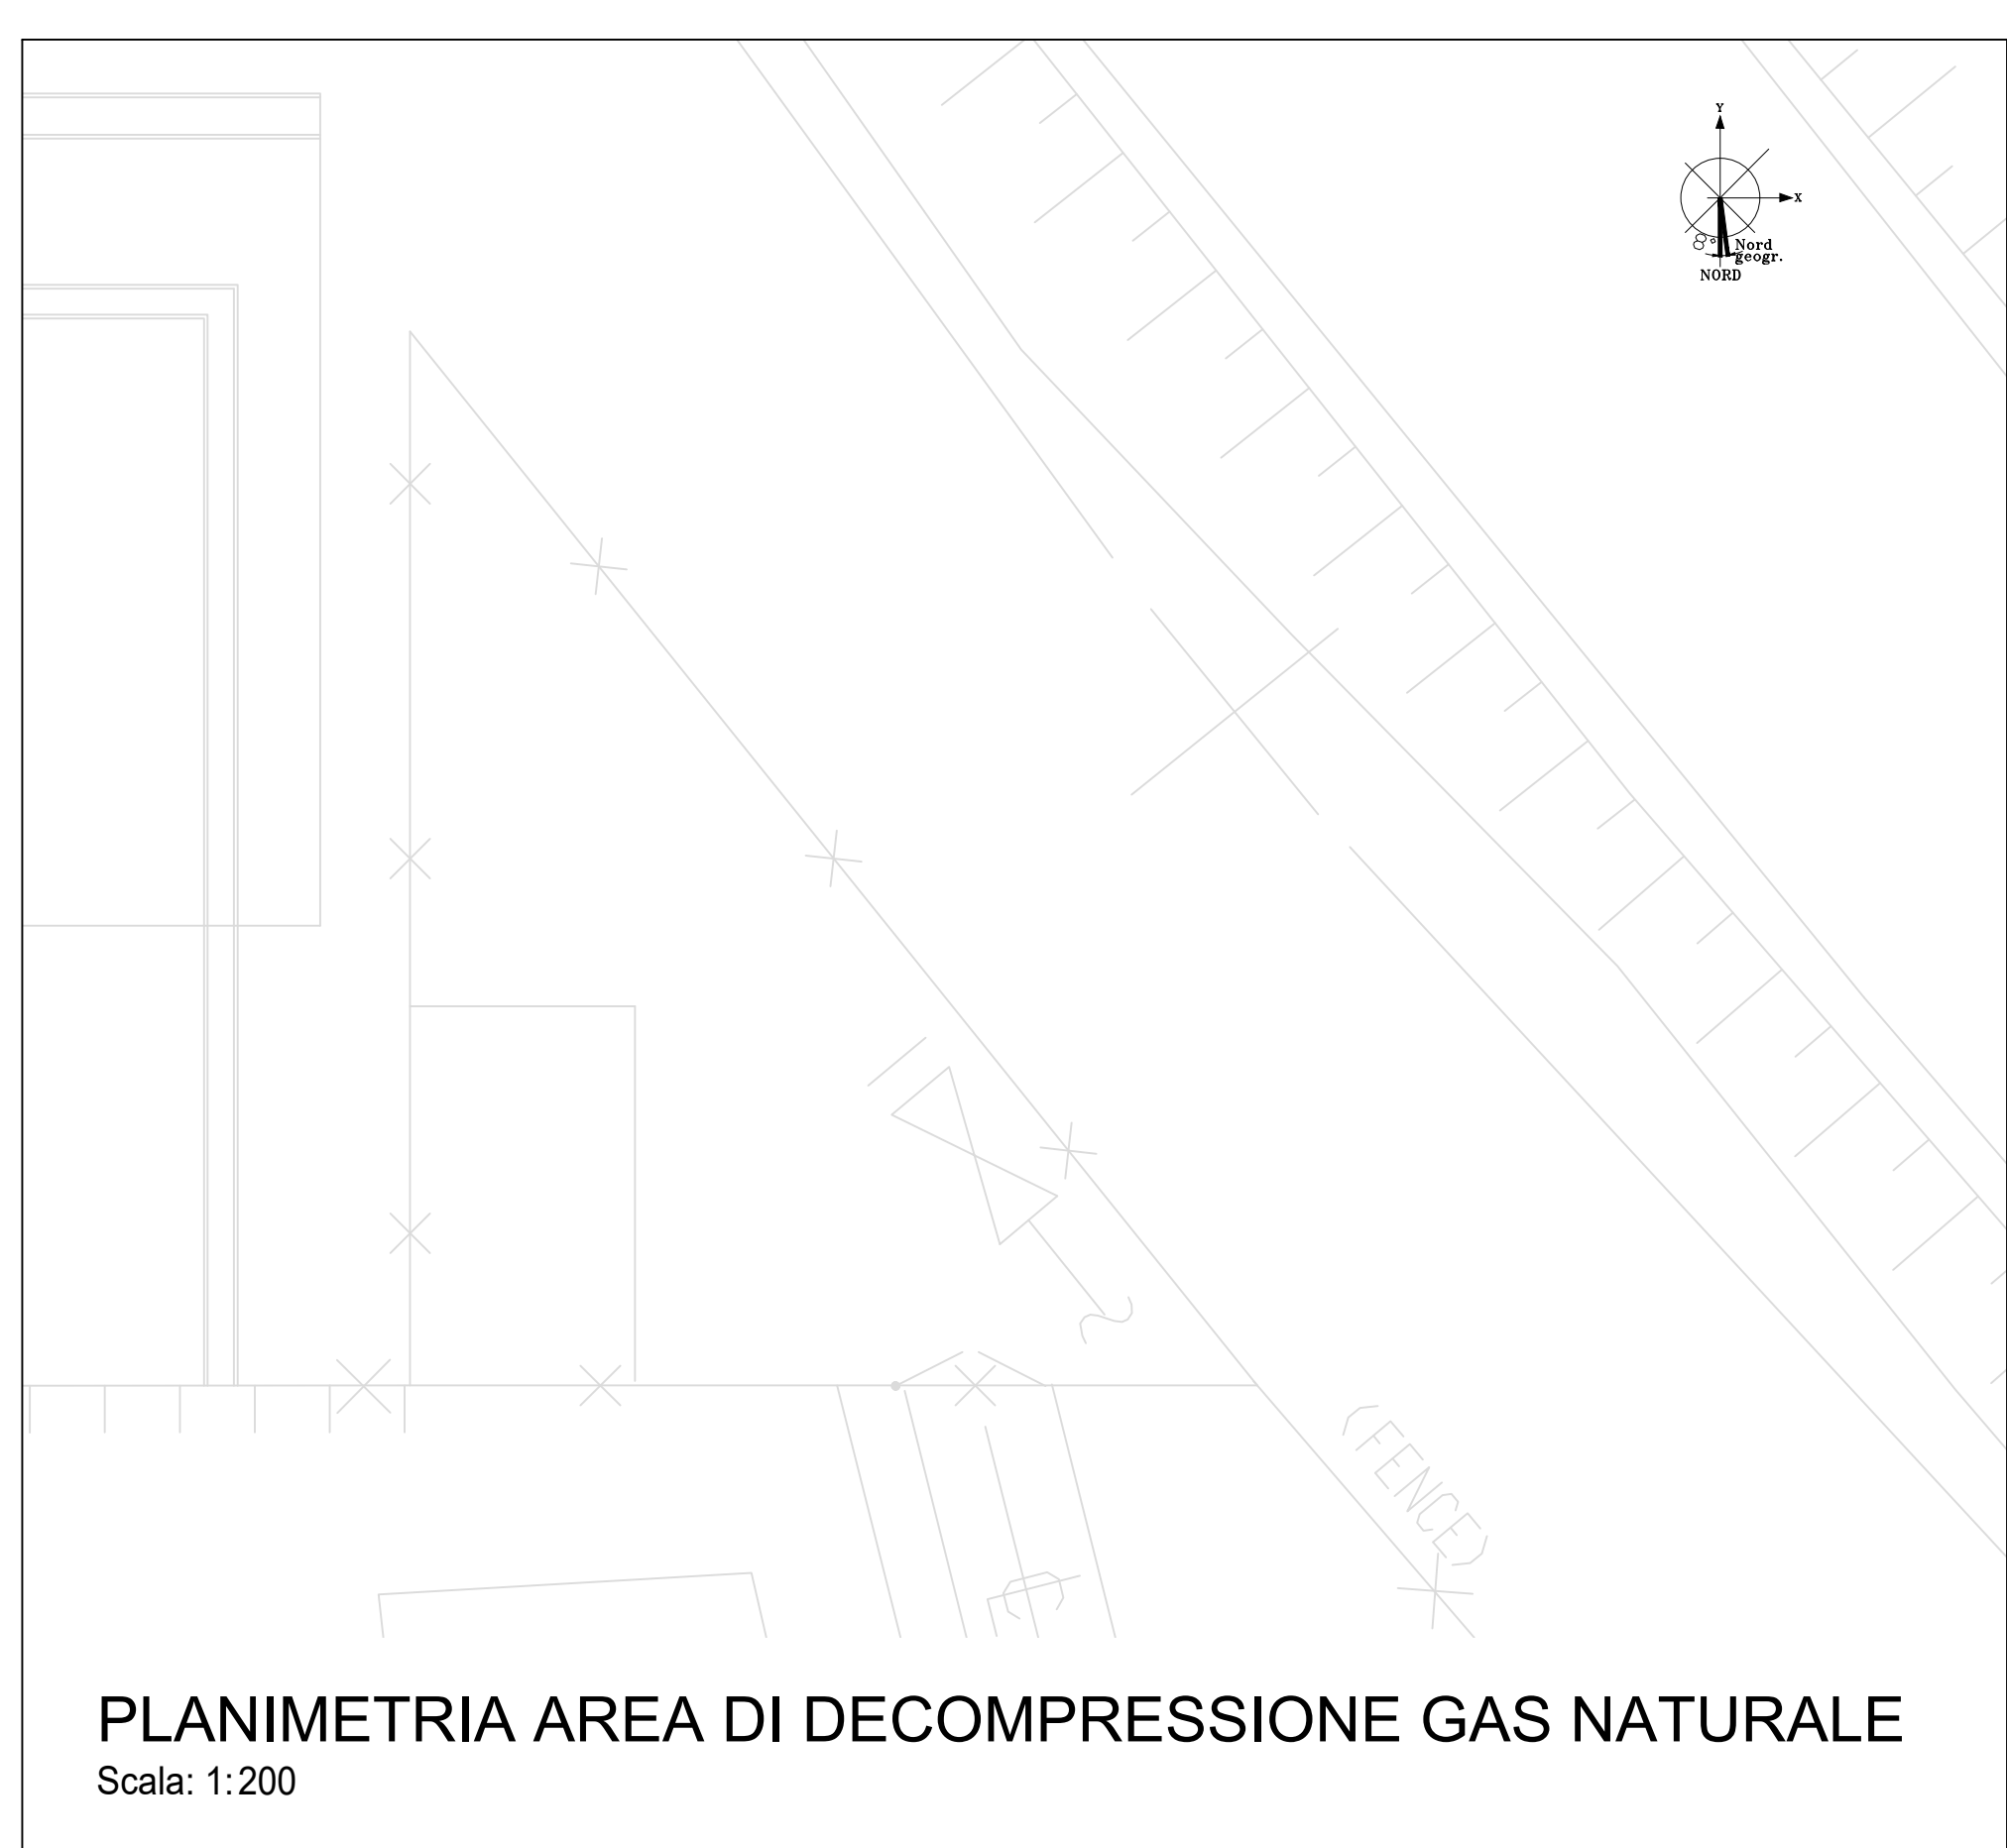 Y
X
8°
Nord
geogr.
NORD
(FENCE)
PLANIMETRIA AREA DI DECOMPRESSIONE GAS NATURALE
Scala: 1:200